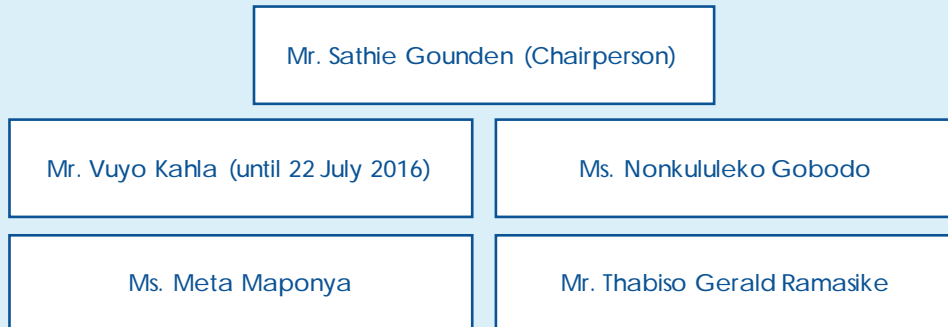 Mr. Sathie Gounden (Chairperson)
Mr. Vuyo Kahla (until 22 July 2016)
Ms. Nonkululeko Gobodo
Ms. Meta Maponya
Mr. Thabiso Gerald Ramasike